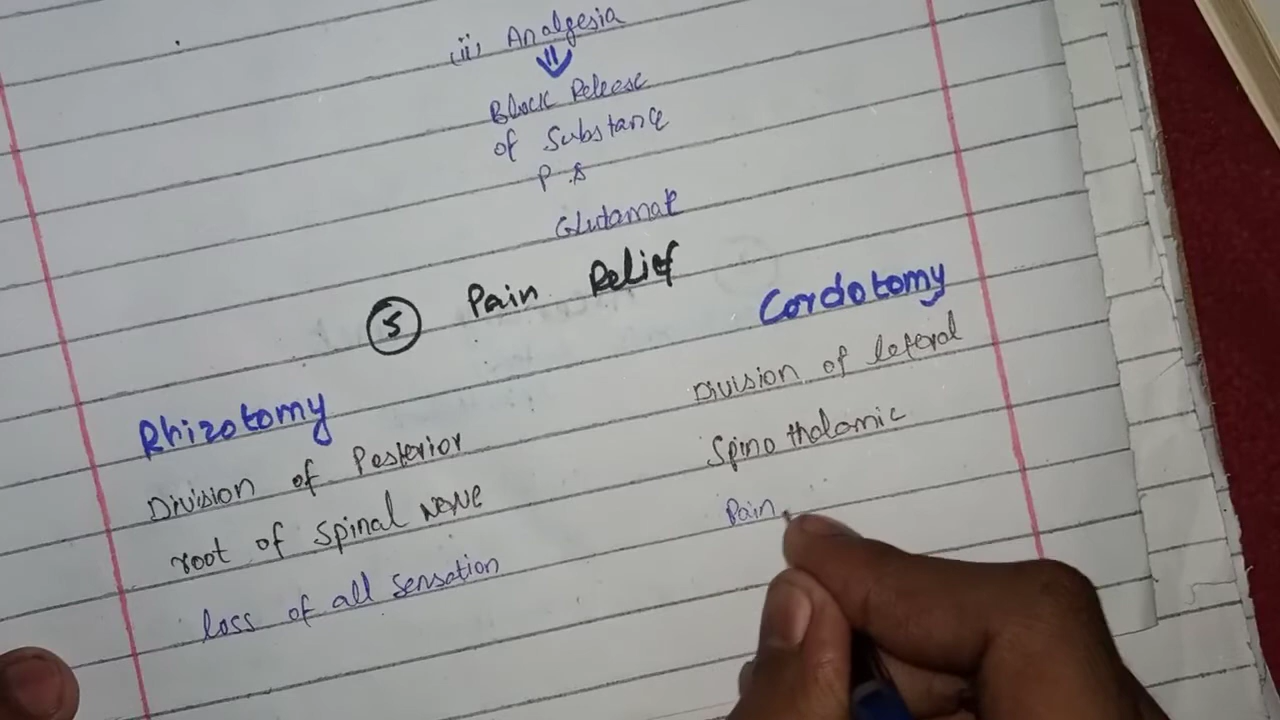 (ii) Analgesia
Block Release
of Substance
P &
Glutamate
5 Pain Relief
Rhizotomy
Division of Posterior
root of spinal nerve
loss of all sensation
Cordotomy
Division of lateral
Spino thalamic
Pain